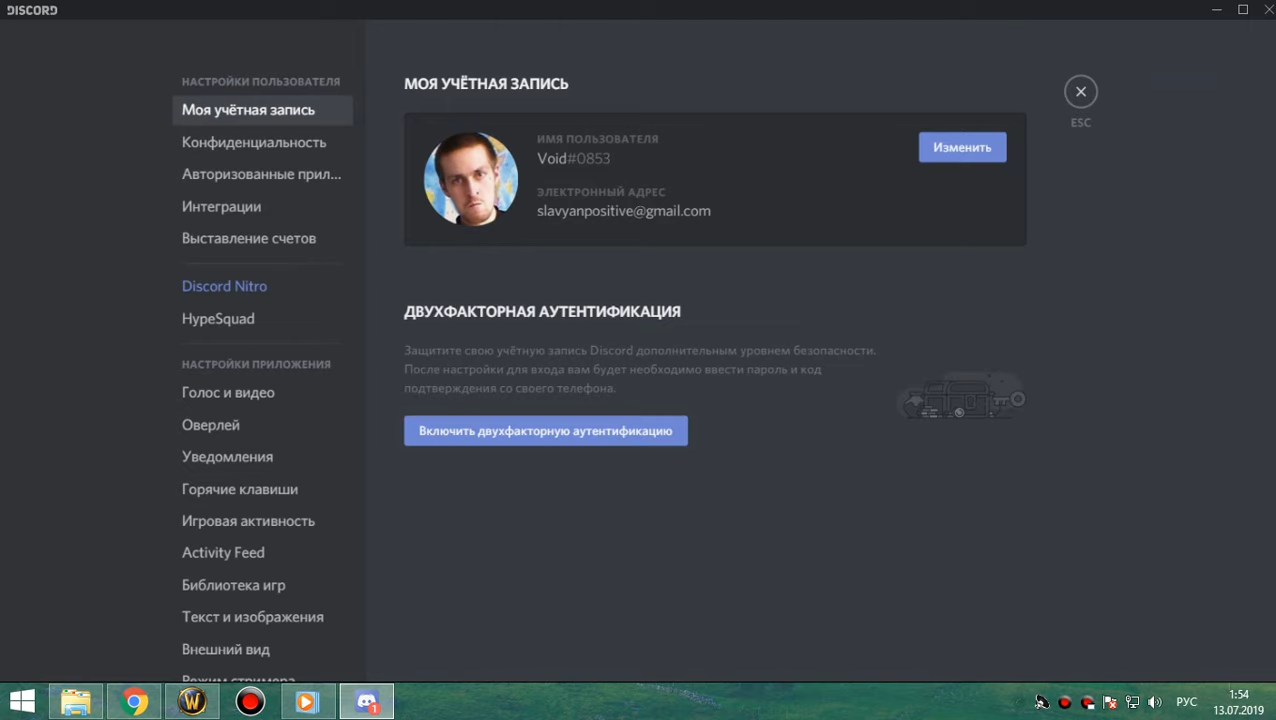 DISCORD
НАСТРОЙКИ ПОЛЬЗОВАТЕЛЯ
Моя учётная запись
Конфиденциальность
Авторизованные прил...
Интеграции
Выставление счетов
Discord Nitro
HypeSquad
НАСТРОЙКИ ПРИЛОЖЕНИЯ
Голос и видео
Оверлей
Уведомления
Горячие клавиши
Игровая активность
Activity Feed
Библиотека игр
Текст и изображения
Внешний вид
Режим стримера
МОЯ УЧЁТНАЯ ЗАПИСЬ
ИМЯ ПОЛЬЗОВАТЕЛЯ
Void#0853
Изменить
ЭЛЕКТРОННЫЙ АДРЕС
slavyanpositive@gmail.com
ESC
ДВУХФАКТОРНАЯ АУТЕНТИФИКАЦИЯ
Защитите свою учётную запись Discord дополнительным уровнем безопасности.
После настройки для входа вам будет необходимо ввести пароль и код
подтверждения со своего телефона.
Включить двухфакторную аутентификацию
W
1
РУС
1:54
13.07.2019